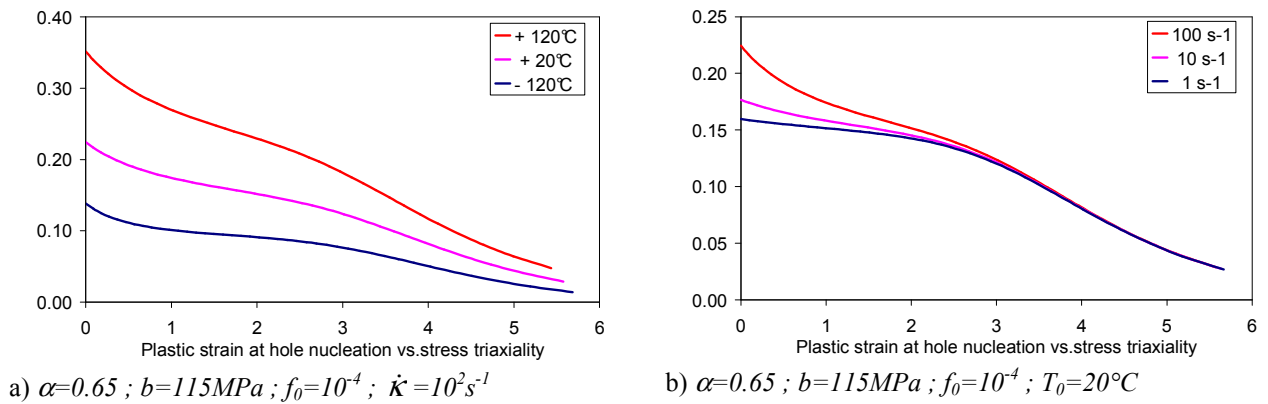 0.40
0.30
0.20
0.10
0.00
0 1 2 3 4 5 6
+ 120°C
+ 20°C
- 120°C
Plastic strain at hole nucleation vs.stress triaxiality
a) α=0.65 ; b=115MPa ; f₀=10⁻⁴ ; κ̇ =10²s⁻¹
0.25
0.20
0.15
0.10
0.05
0.00
0 1 2 3 4 5 6
100 s-1
10 s-1
1 s-1
Plastic strain at hole nucleation vs.stress triaxiality
b) α=0.65 ; b=115MPa ; f₀=10⁻⁴ ; T₀=20°C